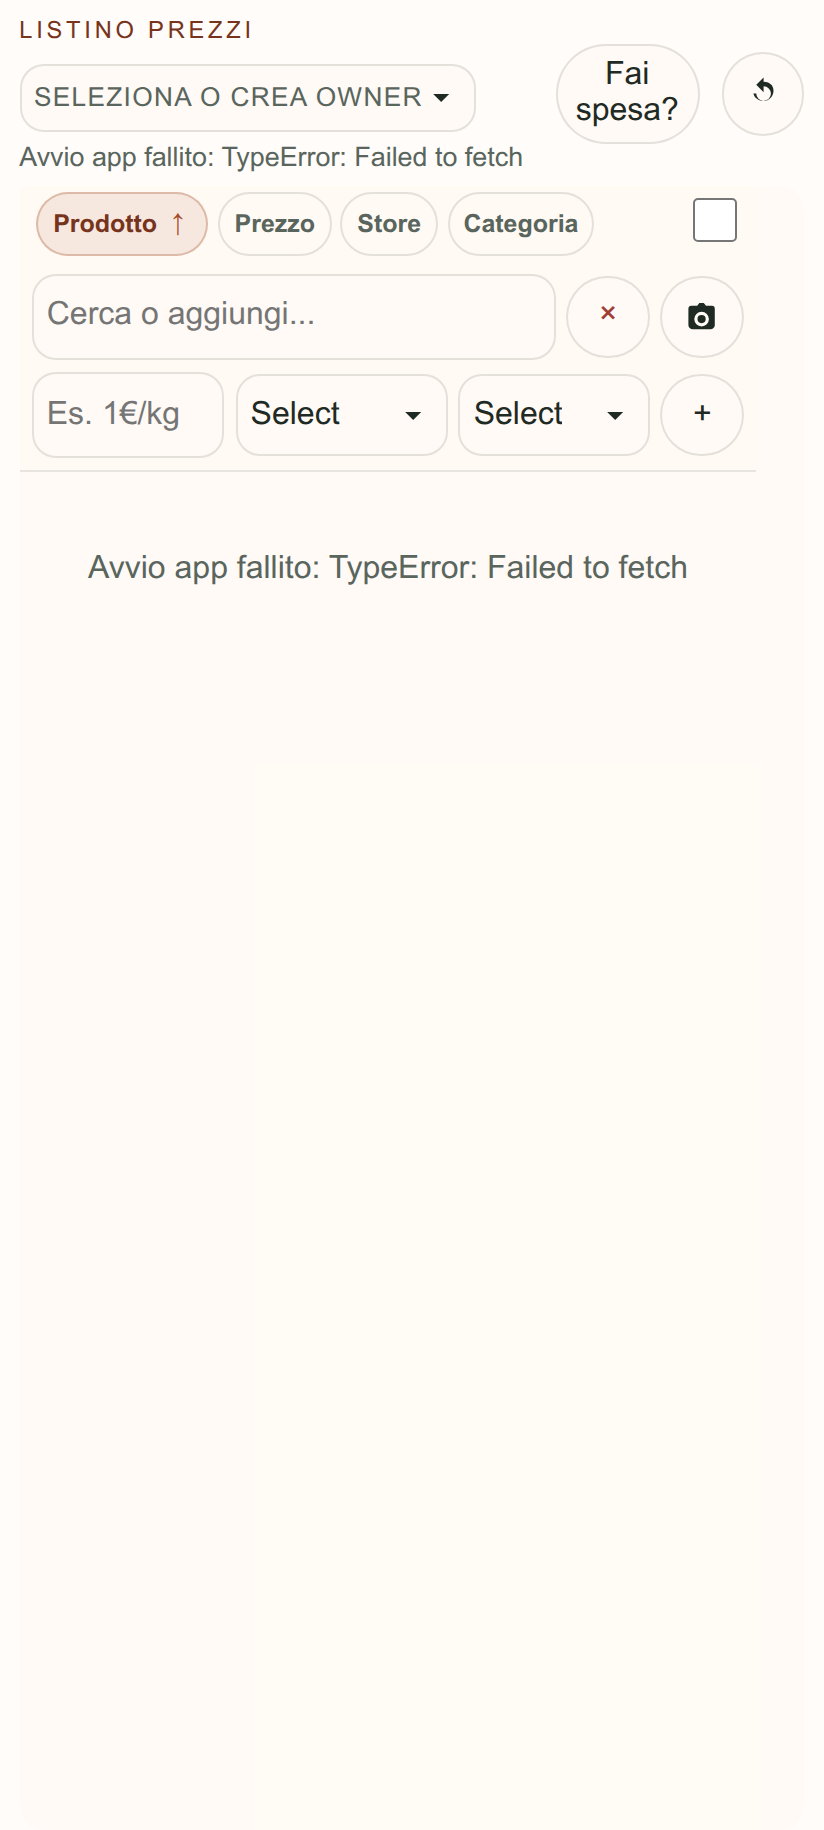 LISTINO PREZZI
SELEZIONA O CREA OWNER
Fai
spesa?
Avvio app fallito: TypeError: Failed to fetch
Prodotto ↑ Prezzo Store Categoria
Cerca o aggiungi... ×
Es. 1€/kg Select Select +
Avvio app fallito: TypeError: Failed to fetch